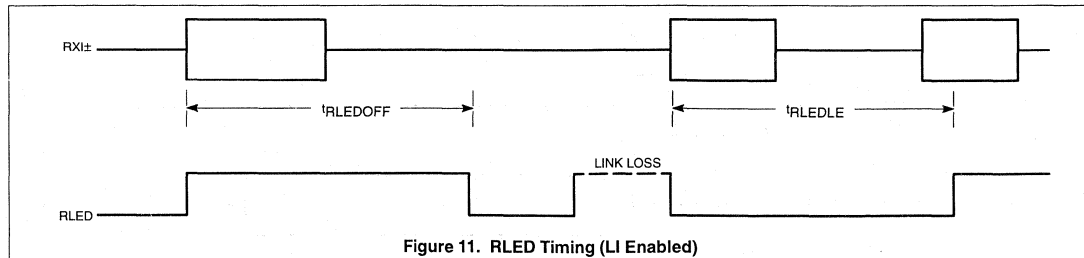 RXI±
tRLEDOFF
tRLEDLE
LINK LOSS
RLED
Figure 11. RLED Timing (LI Enabled)